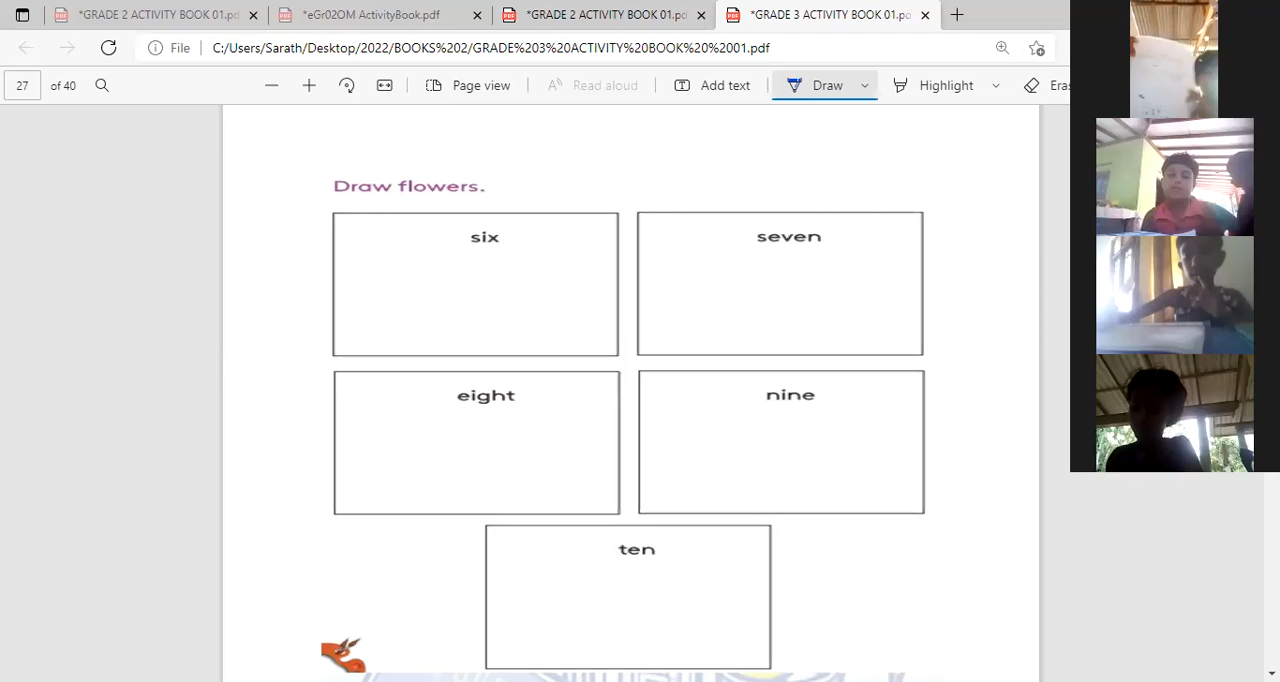 *GRADE 2 ACTIVITY BOOK 01.pd
*eGr02OM ActivityBook.pdf
*GRADE 2 ACTIVITY BOOK 01.pd
*GRADE 3 ACTIVITY BOOK 01.po
File
C:/Users/Sarath/Desktop/2022/BOOKS%202/GRADE%203%20ACTIVITY%20BOOK%20%2001.pdf
27 of 40
Page view
Read aloud
Add text
Draw
Highlight
Eras
Draw flowers.
six
seven
eight
nine
ten